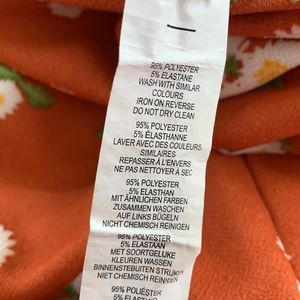 95% POLYESTER
5% ELASTANE
WASH WITH SIMILAR
COLOURS
IRON ON REVERSE
DO NOT DRY CLEAN
95% POLYESTER
5% ÉLASTHANNE
LAVER AVEC DES COULEURS
SIMILAIRES
REPASSER À L'ENVERS
NE PAS NETTOYER À SEC
95% POLYESTER
5% ELASTHAN
MIT ÄHNLICHEN FARBEN
ZUSAMMEN WASCHEN
AUF LINKS BÜGELN
NICHT CHEMISCH REINIGEN
95% POLYESTER
5% ELASTAAN
MET SOORTGELIJKE
KLEUREN WASSEN
BINNENSTEBUITEN STRIJKEN
NIET CHEMISCH REINIGEN
95% POLIÉSTER